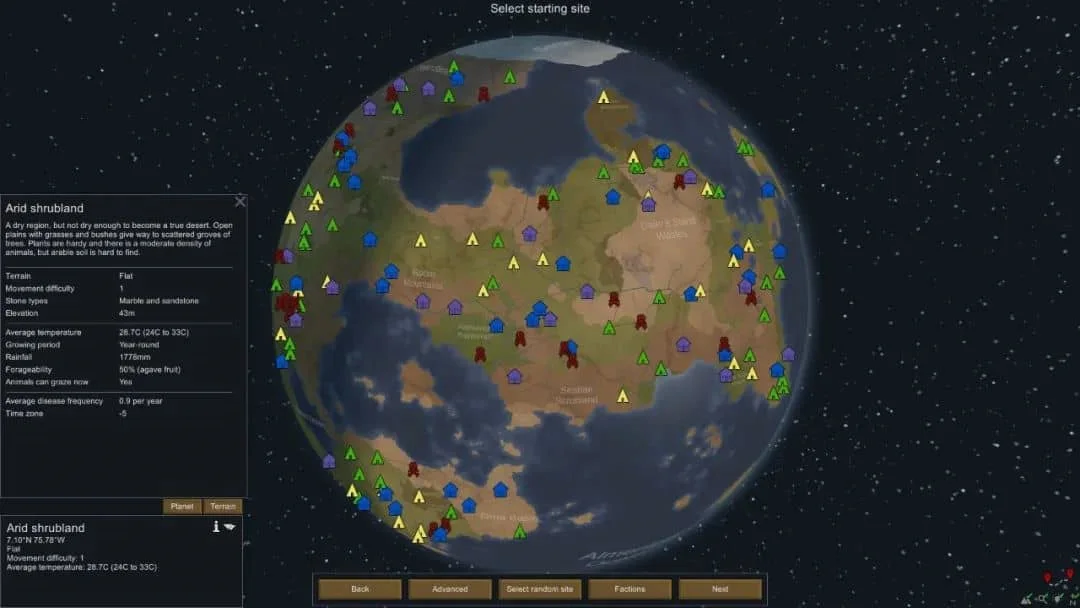 Select starting site
Arid shrubland
A dry region, but not dry enough to become a true desert. Open
plains with grasses and bushes give way to scattered groves of
trees. Plants are hardy and there is a moderate density of
animals, but arable soil is hard to find.
Terrain Flat
Movement difficulty 1
Stone types Marble and sandstone
Elevation 43m
Average temperature 28.7C (24C to 33C)
Growing period Year-round
Rainfall 1778mm
Forageability 50% (agave fruit)
Animals can graze now Yes
Average disease frequency 0.9 per year
Time zone -5
Planet Terrain
Arid shrubland
7.10°N 75.78°W
Flat
Movement difficulty: 1
Average temperature: 28.7C (24C to 33C)
Scrubland
Back Advanced Select random site Factions Next